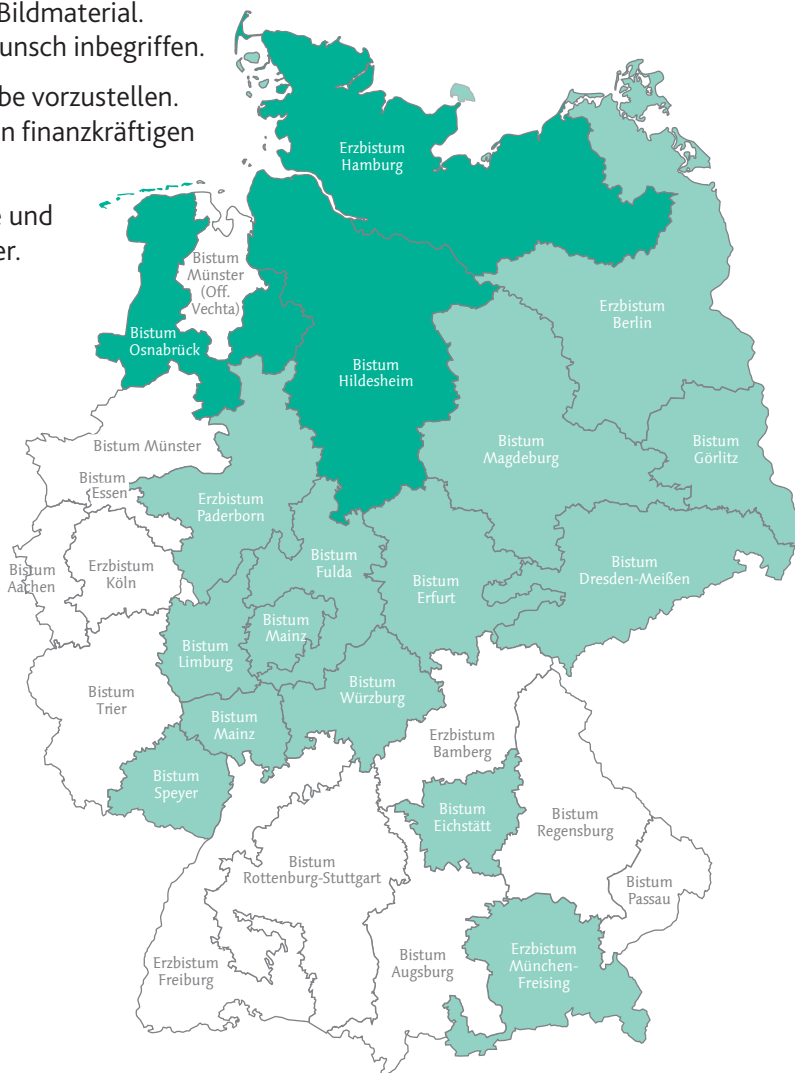 Bildmaterial.
unsch inbegriffen.
be vorzustellen.
n finanzkräftigen
und
er.
Erzbistum
Hamburg
Bistum
Münster
(Off.
Vechta)
Erzbistum
Berlin
Bistum
Osnabrück
Bistum
Hildesheim
Bistum Münster
Bistum
Magdeburg
Bistum
Görlitz
Bistum
Essen
Erzbistum
Paderborn
Bistum
Aachen
Erzbistum
Köln
Bistum
Fulda
Bistum
Erfurt
Bistum
Dresden-Meißen
Bistum
Limburg
Bistum
Mainz
Bistum
Trier
Bistum
Würzburg
Bistum
Mainz
Erzbistum
Bamberg
Bistum
Speyer
Bistum
Eichstätt
Bistum
Regensburg
Bistum
Rottenburg-Stuttgart
Bistum
Passau
Erzbistum
Freiburg
Bistum
Augsburg
Erzbistum
München-
Freising